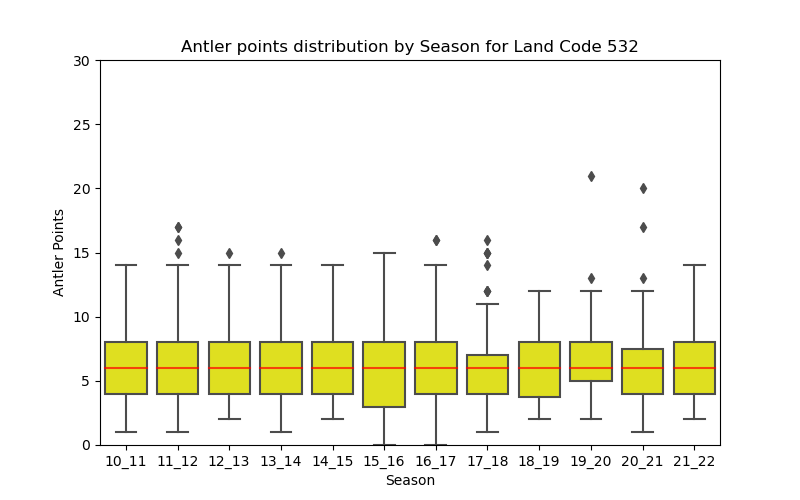 Antler points distribution by Season for Land Code 532
Antler Points
30
25
20
15
10
5
0
10_11 11_12 12_13 13_14 14_15 15_16 16_17 17_18 18_19 19_20 20_21 21_22
Season